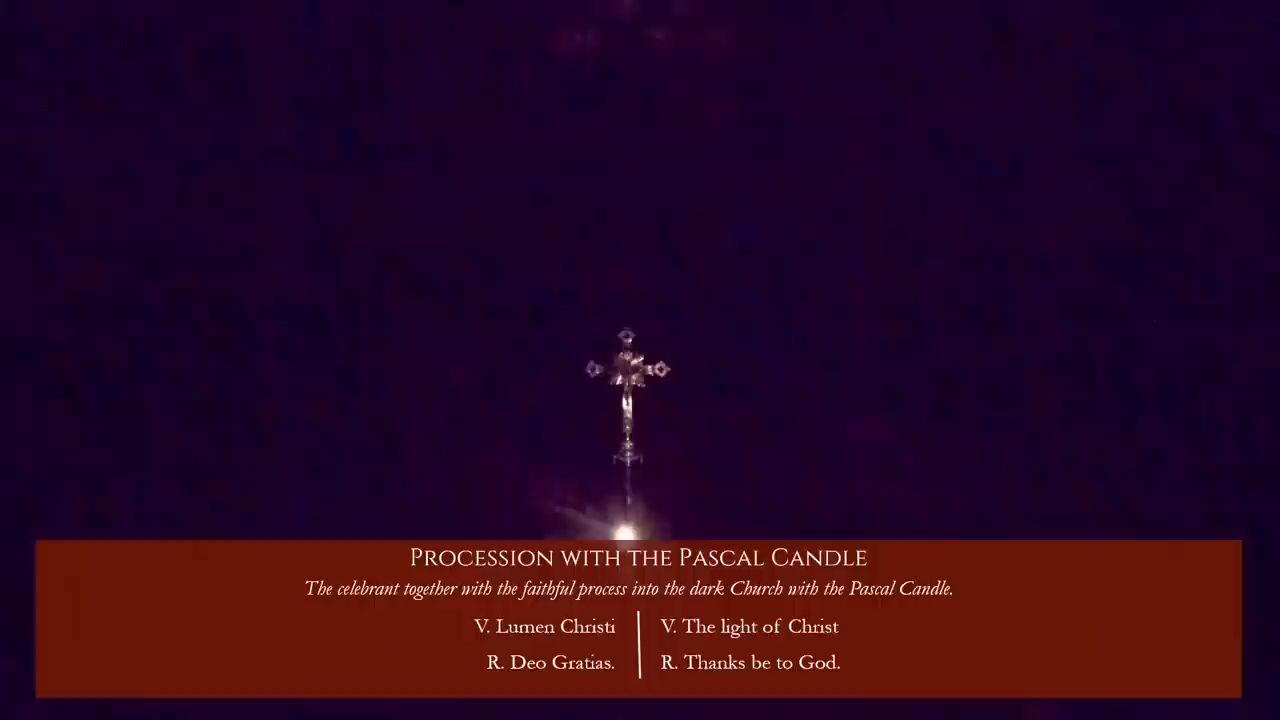 Procession with the Pascal Candle
The celebrant together with the faithful process into the dark Church with the Pascal Candle.
V. Lumen Christi
R. Deo Gratias.
V. The light of Christ
R. Thanks be to God.